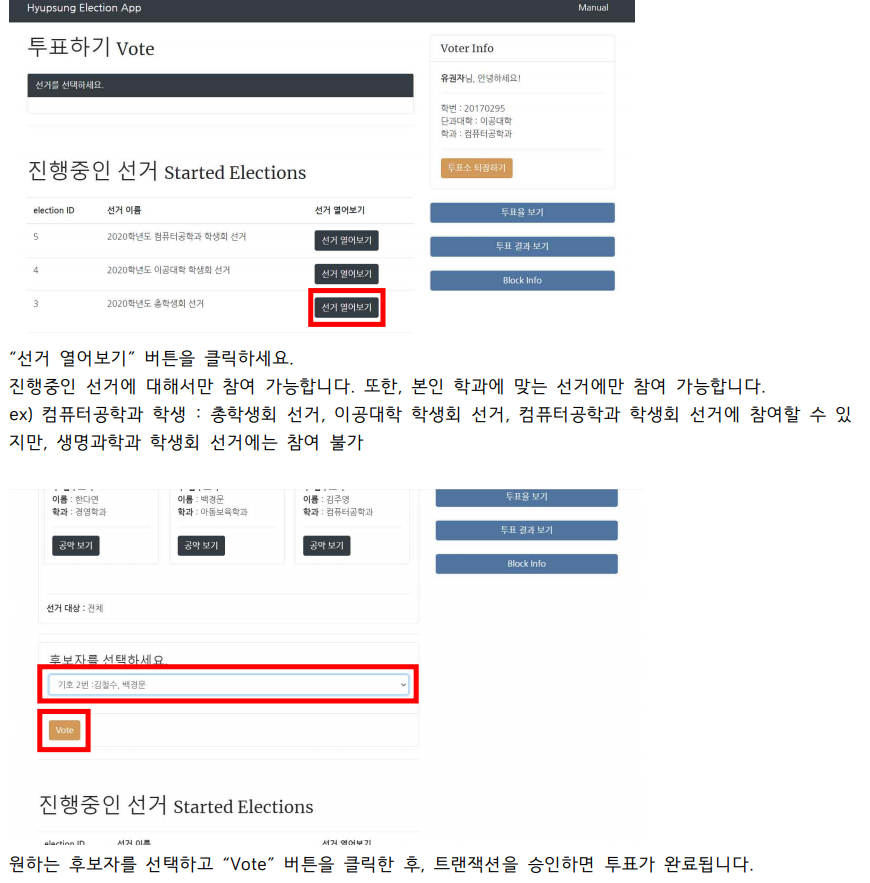 Hyupsung Election App Manual
투표하기 Vote
선거를 선택하세요.
Voter Info
유권자님, 안녕하세요!
학번 : 20170295
단과대학 : 이공대학
학과 : 컴퓨터공학과
투표소 퇴장하기
투표율 보기
투표 결과 보기
Block Info
진행중인 선거 Started Elections
election ID 선거 이름 선거 열어보기
5 2020학년도 컴퓨터공학과 학생회 선거 선거 열어보기
4 2020학년도 이공대학 학생회 선거 선거 열어보기
3 2020학년도 총학생회 선거 선거 열어보기
“선거 열어보기” 버튼을 클릭하세요.
진행중인 선거에 대해서만 참여 가능합니다. 또한, 본인 학과에 맞는 선거에만 참여 가능합니다.
ex) 컴퓨터공학과 학생 : 총학생회 선거, 이공대학 학생회 선거, 컴퓨터공학과 학생회 선거에 참여할 수 있
지만, 생명과학과 학생회 선거에는 참여 불가
이름 : 한다연 이름 : 백경문 이름 : 김주영
학과 : 경영학과 학과 : 아동보육학과 학과 : 컴퓨터공학과
공약 보기 공약 보기 공약 보기
투표율 보기
투표 결과 보기
Block Info
선거 대상 : 전체
후보자를 선택하세요.
기호 2번 :김철수, 백경문
Vote
진행중인 선거 Started Elections
election ID 선거 이름 선거 열어보기
원하는 후보자를 선택하고 “Vote” 버튼을 클릭한 후, 트랜잭션을 승인하면 투표가 완료됩니다.